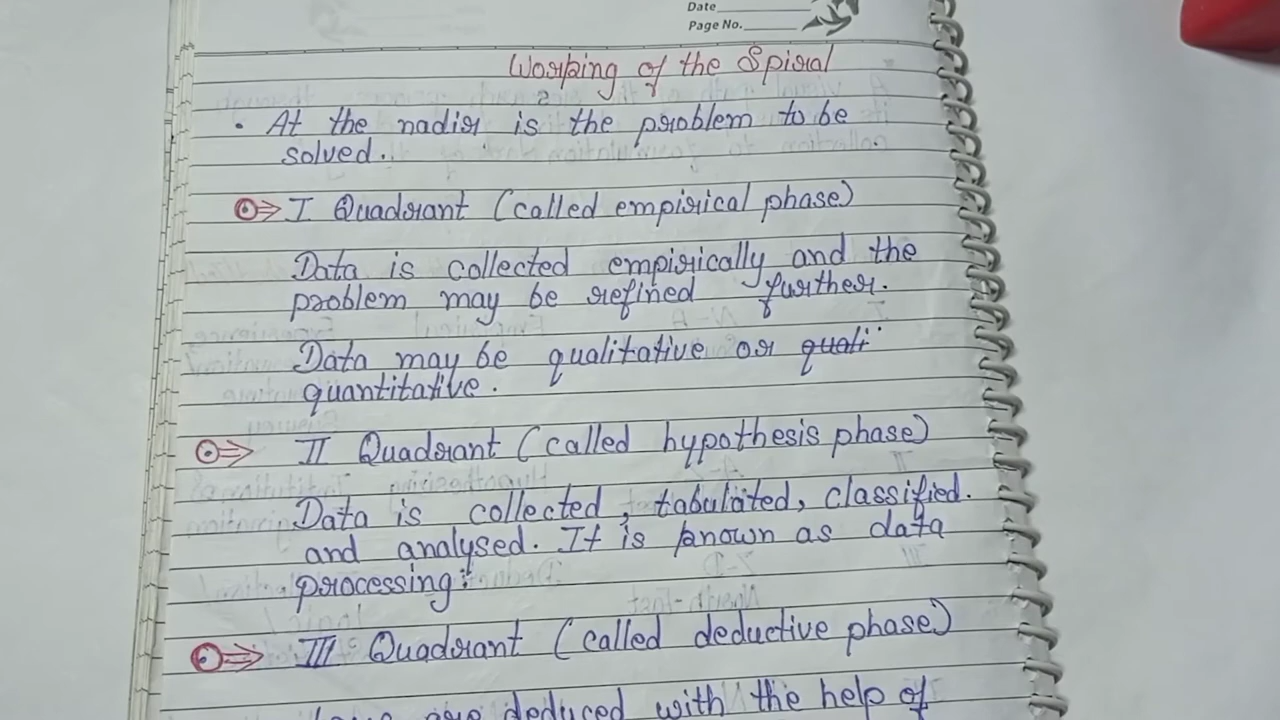 Date
Page No.
Working of the Spiral
• At the nadir is the problem to be
solved.
I Quadrant (called empirical phase)
Data is collected empirically and the
problem may be refined further.
Data may be qualitative or quali
quantitative.
II Quadrant (called hypothesis phase)
Data is collected, tabulated, classified.
and analysed. It is known as data
processing.
III Quadrant (called deductive phase)
are deduced with the help of